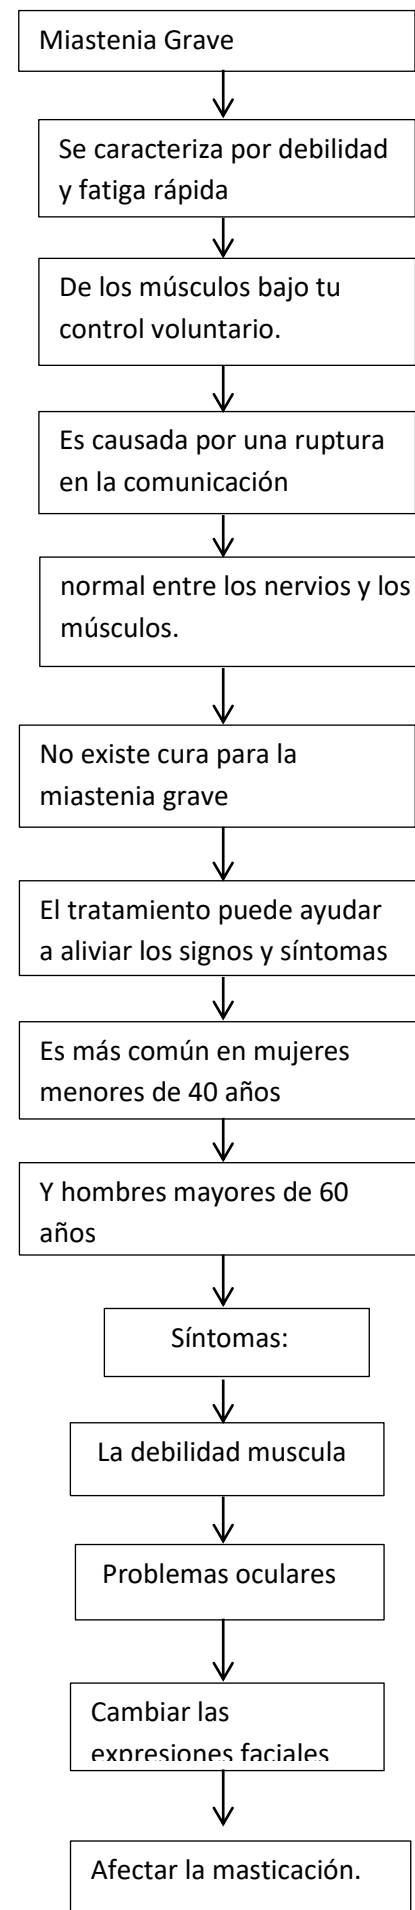 Miastenia Grave
Se caracteriza por debilidad
y fatiga rápida
De los músculos bajo tu
control voluntario.
Es causada por una ruptura
en la comunicación
normal entre los nervios y los
músculos.
No existe cura para la
miastenia grave
El tratamiento puede ayudar
a aliviar los signos y síntomas
Es más común en mujeres
menores de 40 años
Y hombres mayores de 60
años
Síntomas:
La debilidad muscula
Problemas oculares
Cambiar las
expresiones faciales
Afectar la masticación.